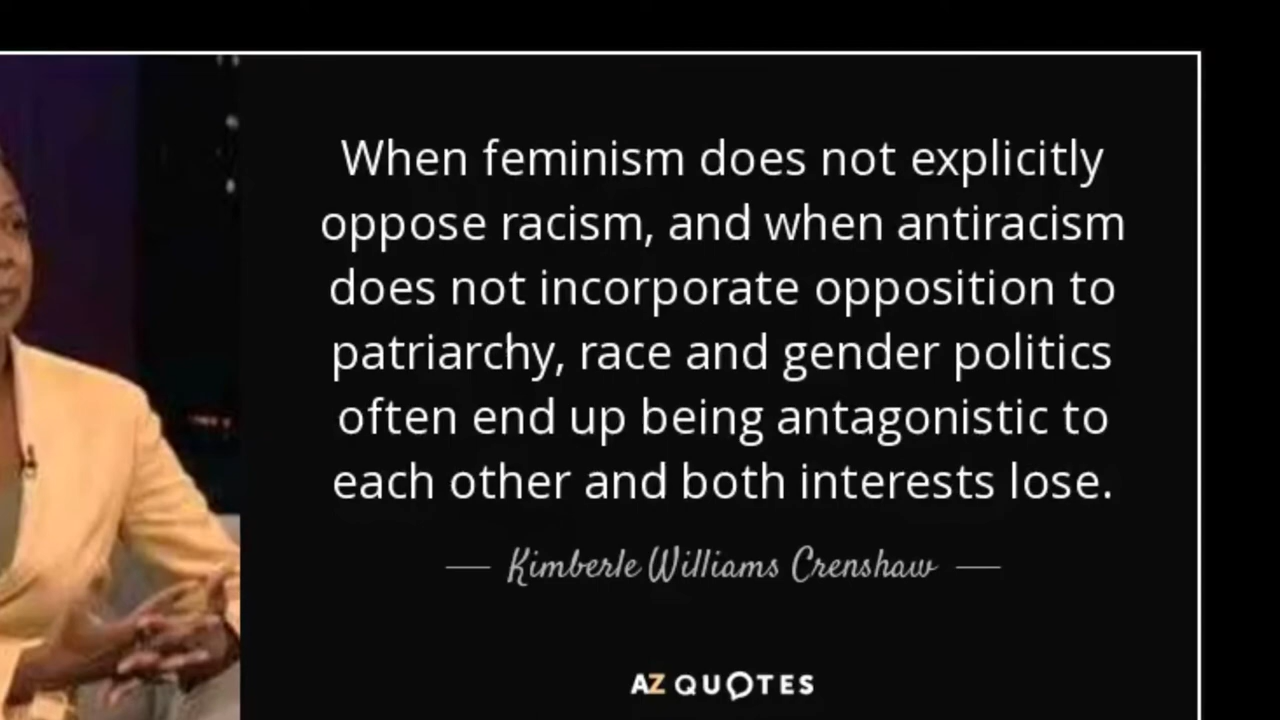 When feminism does not explicitly
oppose racism, and when antiracism
does not incorporate opposition to
patriarchy, race and gender politics
often end up being antagonistic to
each other and both interests lose.
Kimberle Williams Crenshaw
AZ QUOTES